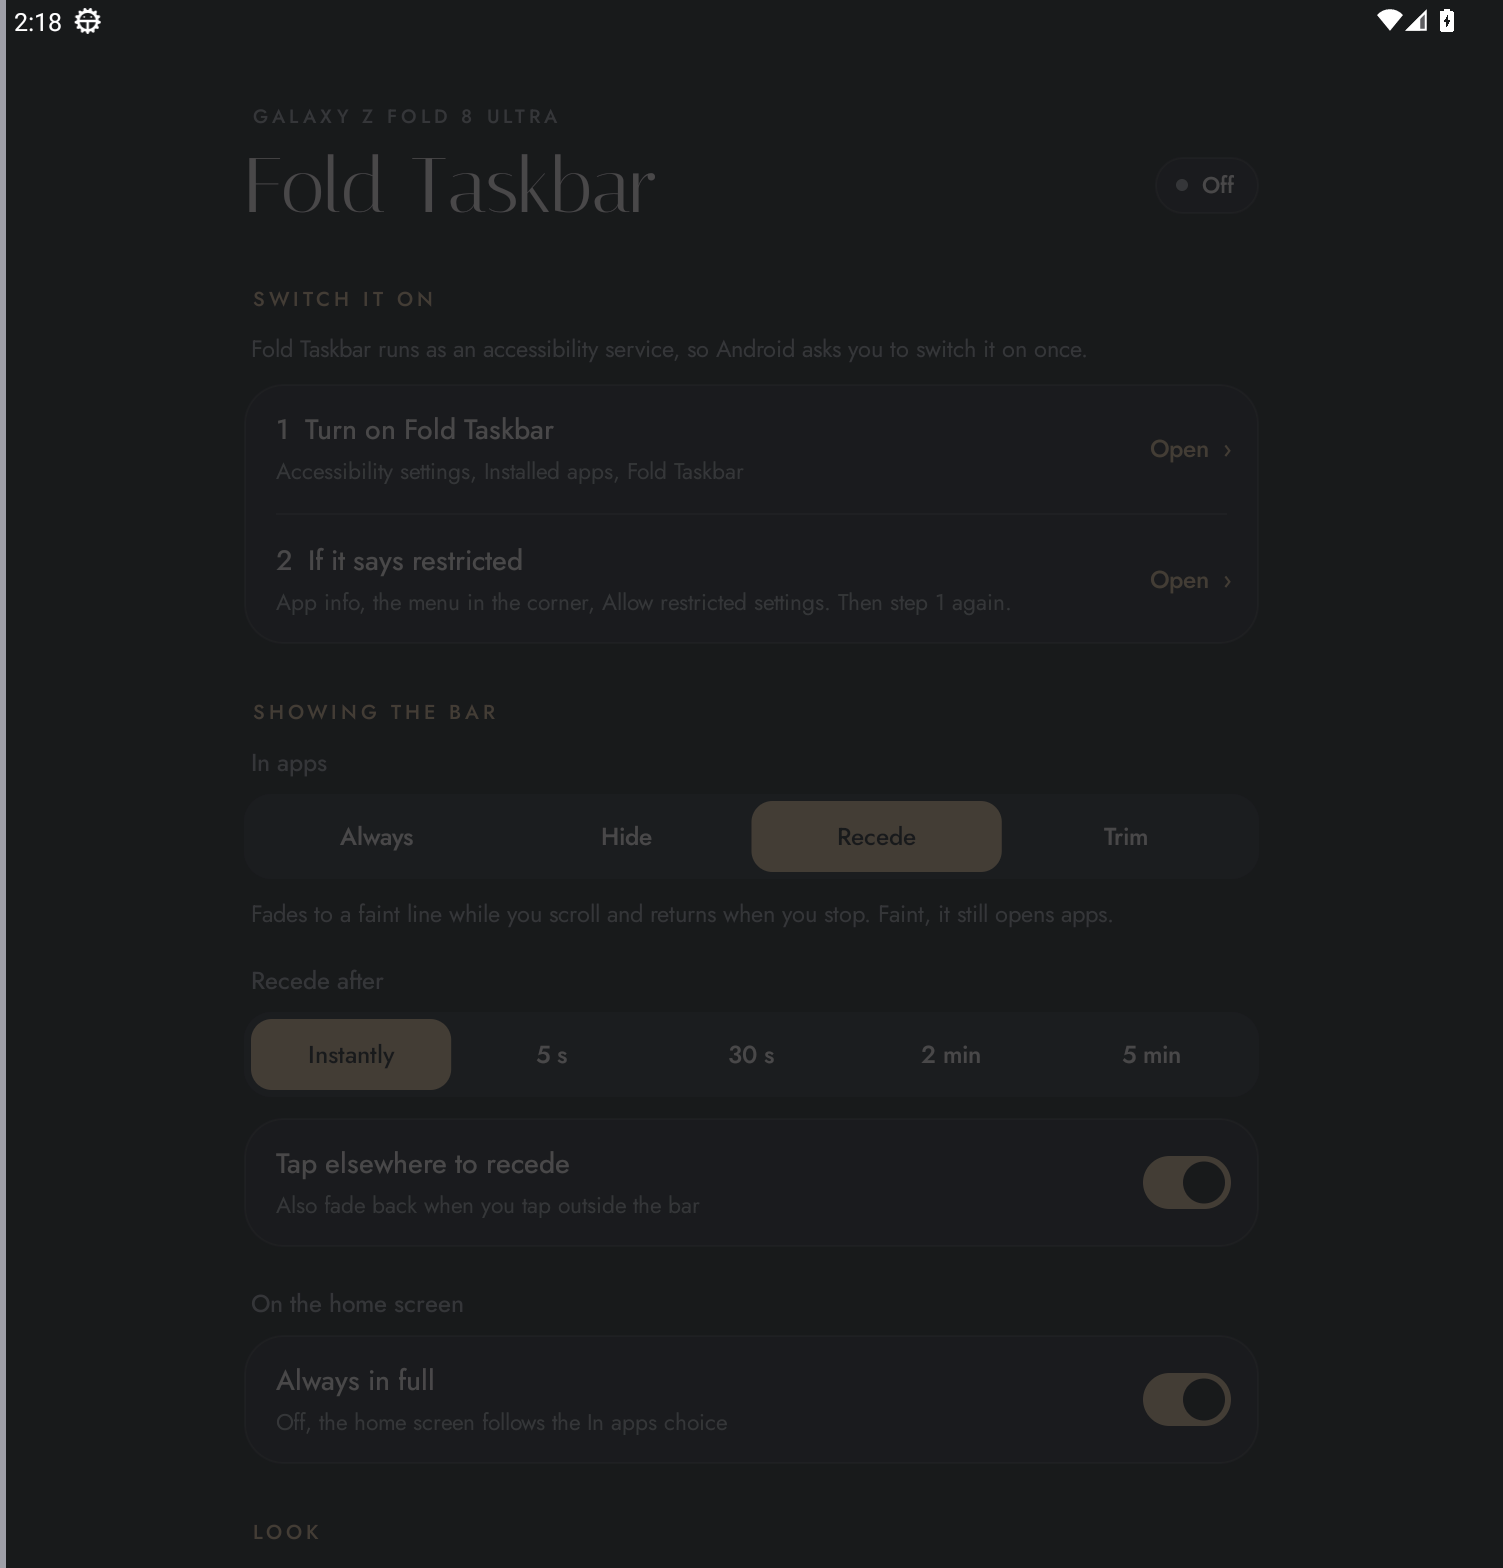 2:18
GALAXY Z FOLD 8 ULTRA
Fold Taskbar
Off
SWITCH IT ON
Fold Taskbar runs as an accessibility service, so Android asks you to switch it on once.
1 Turn on Fold Taskbar
Accessibility settings, Installed apps, Fold Taskbar
Open ›
2 If it says restricted
App info, the menu in the corner, Allow restricted settings. Then step 1 again.
Open ›
SHOWING THE BAR
In apps
Always Hide Recede Trim
Fades to a faint line while you scroll and returns when you stop. Faint, it still opens apps.
Recede after
Instantly 5 s 30 s 2 min 5 min
Tap elsewhere to recede
Also fade back when you tap outside the bar
On the home screen
Always in full
Off, the home screen follows the In apps choice
LOOK